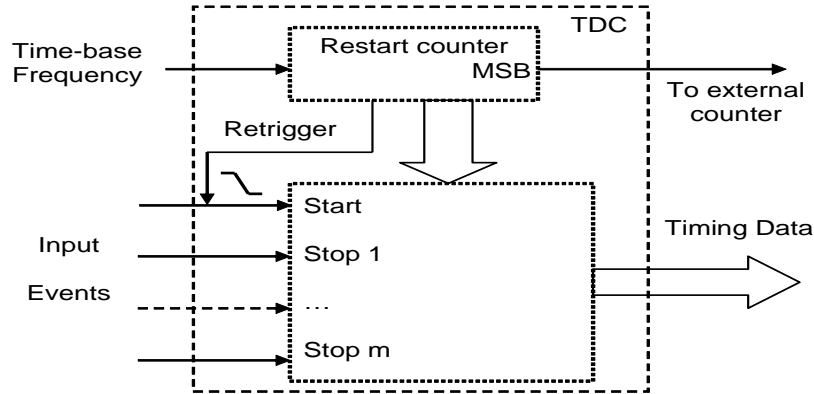 TDC
Restart counter
MSB
Time-base
Frequency
To external
counter
Retrigger
Start
Input
Stop 1
Timing Data
Events
...
Stop m